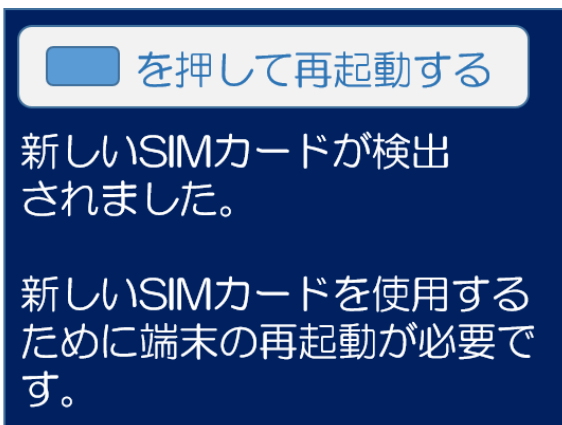 を押して再起動する
新しいSIMカードが検出
されました。
新しいSIMカードを使用する
ために端末の再起動が必要で
す。